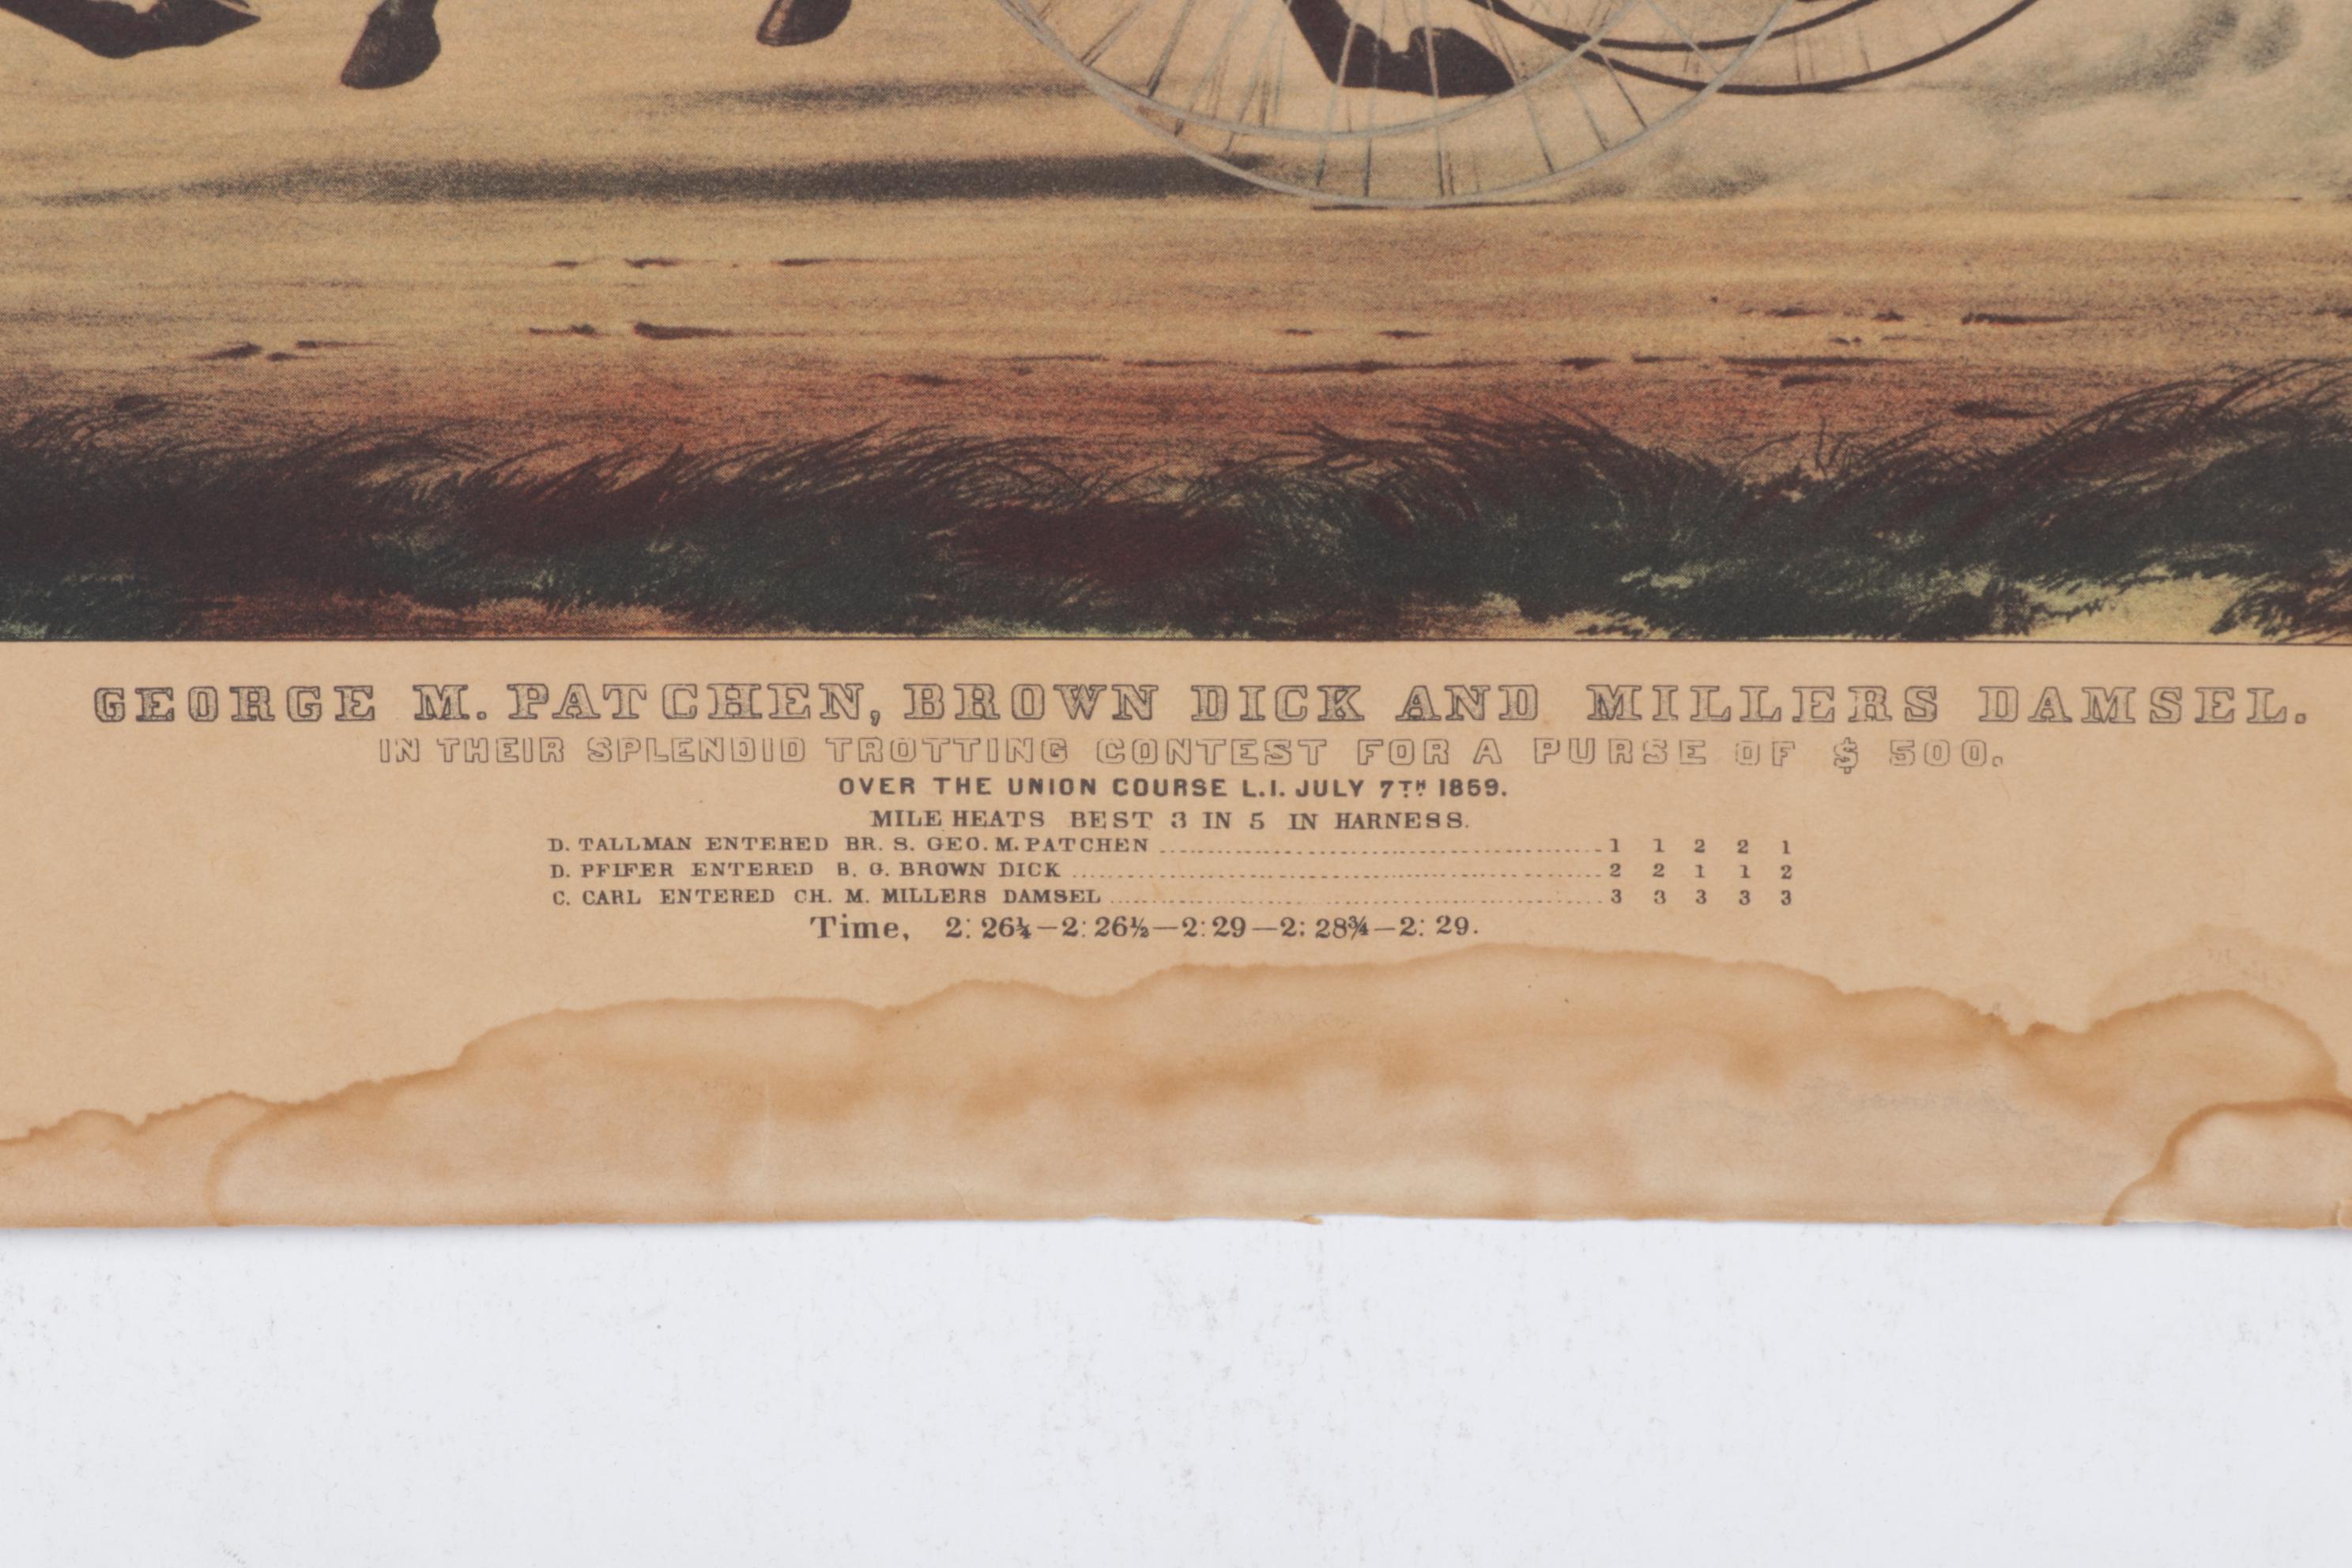 GEORGE M. PATCHEN, BROWN DICK AND MILLERS DAMSEL.
IN THEIR SPLENDID TROTTING CONTEST FOR A PURSE OF $ 500.
OVER THE UNION COURSE L.I. JULY 7TH 1859.
MILE HEATS BEST 3 IN 5 IN HARNESS.
D. TALLMAN ENTERED BR. S. GEO. M. PATCHEN 1 1 2 2 1
D. PFIFER ENTERED B. G. BROWN DICK 2 2 1 1 2
C. CARL ENTERED CH. M. MILLERS DAMSEL 3 3 3 3 3
Time, 2:26¼—2:26½—2:29—2:28¾—2:29.